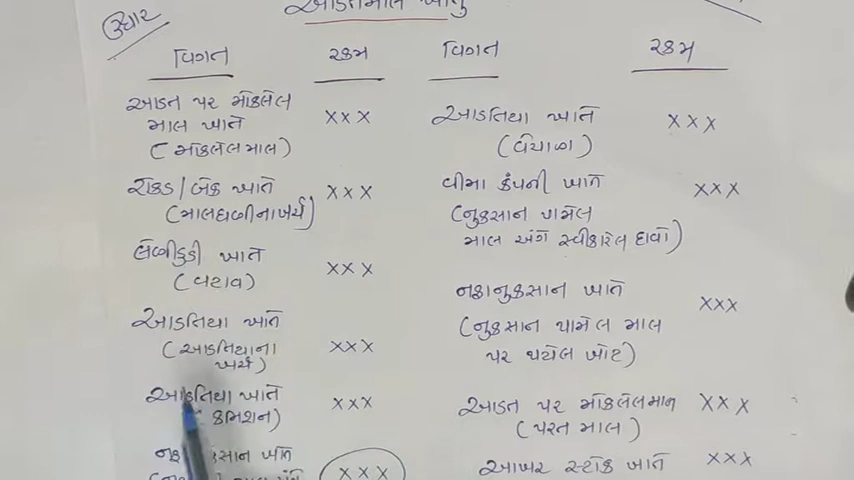 ઉધાર
આડતમાલ ખાતું
વિગત રકમ વિગત રકમ
આડત પર મોકલેલ
માલ ખાતે xxx
(મોકલેલ માલ)
રોકડ/બેંક ખાતે xxx
(માલધણીના ખર્ચ)
લેણીહુંડી ખાતે xxx
(વટાવ)
આડતિયા ખાતે xxx
(આડતિયાના
ખર્ચ)
આડતિયા ખાતે xxx
કમિશન)
ખાતે xxx
આડતિયા ખાતે xxx
(વેચાણ)
વીમા કંપની ખાતે xxx
(નુકસાન પામેલ
માલ અંગે સ્વીકારેલ દાવો)
નફાનુકસાન ખાતે xxx
(નુકસાન પામેલ માલ
પર થયેલ ખોટ)
આડત પર મોકલેલમાલ xxx
(પરત માલ)
આખર સ્ટોક ખાતે xxx